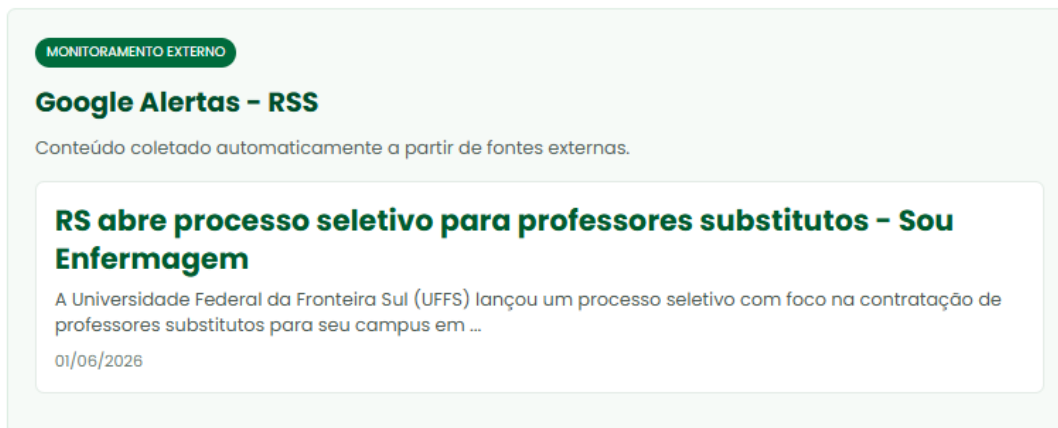 MONITORAMENTO EXTERNO
Google Alertas - RSS
Conteúdo coletado automaticamente a partir de fontes externas.
RS abre processo seletivo para professores substitutos - Sou
Enfermagem
A Universidade Federal da Fronteira Sul (UFFS) lançou um processo seletivo com foco na contratação de
professores substitutos para seu campus em ...
01/06/2026